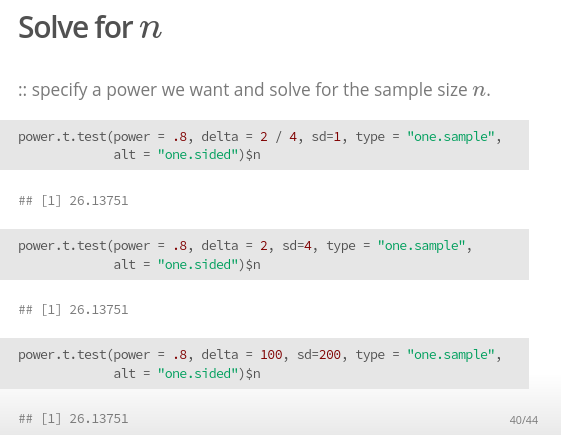 Solve for n
:: specify a power we want and solve for the sample size n.
power.t.test(power = .8, delta = 2 / 4, sd=1, type = "one.sample",
alt = "one.sided")$n
## [1] 26.13751
power.t.test(power = .8, delta = 2, sd=4, type = "one.sample",
alt = "one.sided")$n
## [1] 26.13751
power.t.test(power = .8, delta = 100, sd=200, type = "one.sample",
alt = "one.sided")$n
## [1] 26.13751
40/44